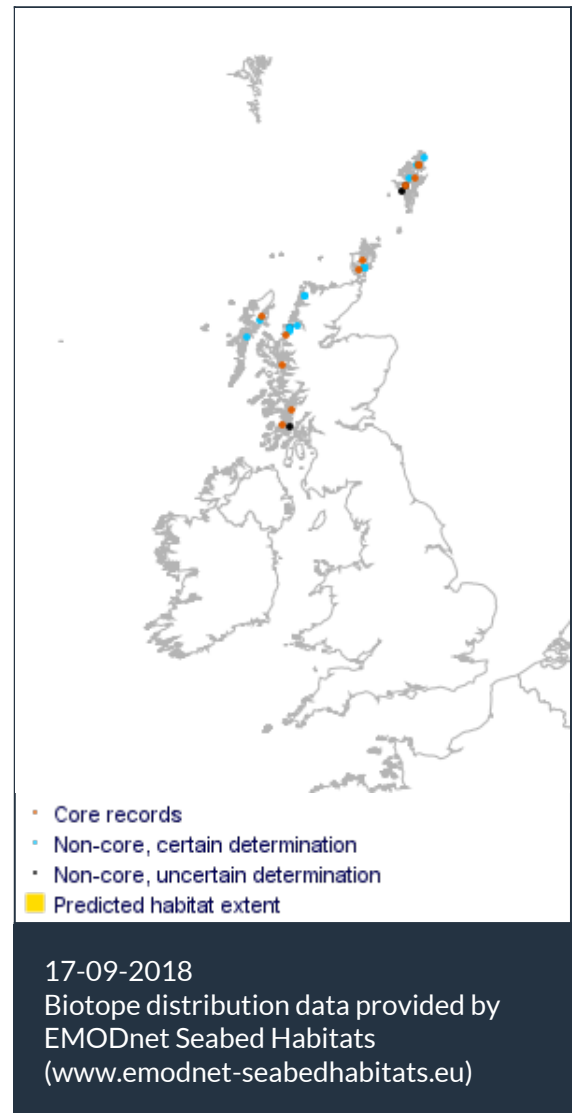 Core records
Non-core, certain determination
Non-core, uncertain determination
Predicted habitat extent
17-09-2018
Biotope distribution data provided by
EMODnet Seabed Habitats
(www.emodnet-seabedhabitats.eu)